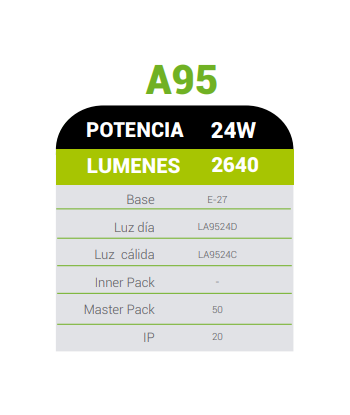 A95
POTENCIA 24W
LUMENES 2640
Base E-27
Luz día LA9524D
Luz cálida LA9524C
Inner Pack -
Master Pack 50
IP 20